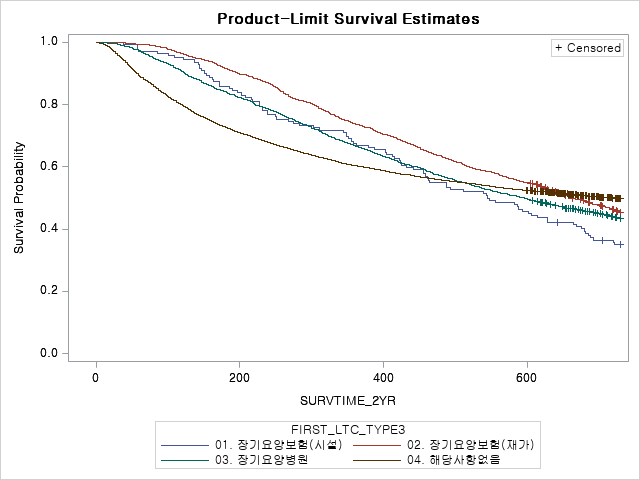 Product-Limit Survival Estimates
+ Censored
1.0
0.8
0.6
0.4
0.2
0.0
Survival Probability
0 200 400 600
SURVTIME_2YR
FIRST_LTC_TYPE3
01. 장기요양보험(시설) 02. 장기요양보험(재가)
03. 장기요양병원 04. 해당사항없음